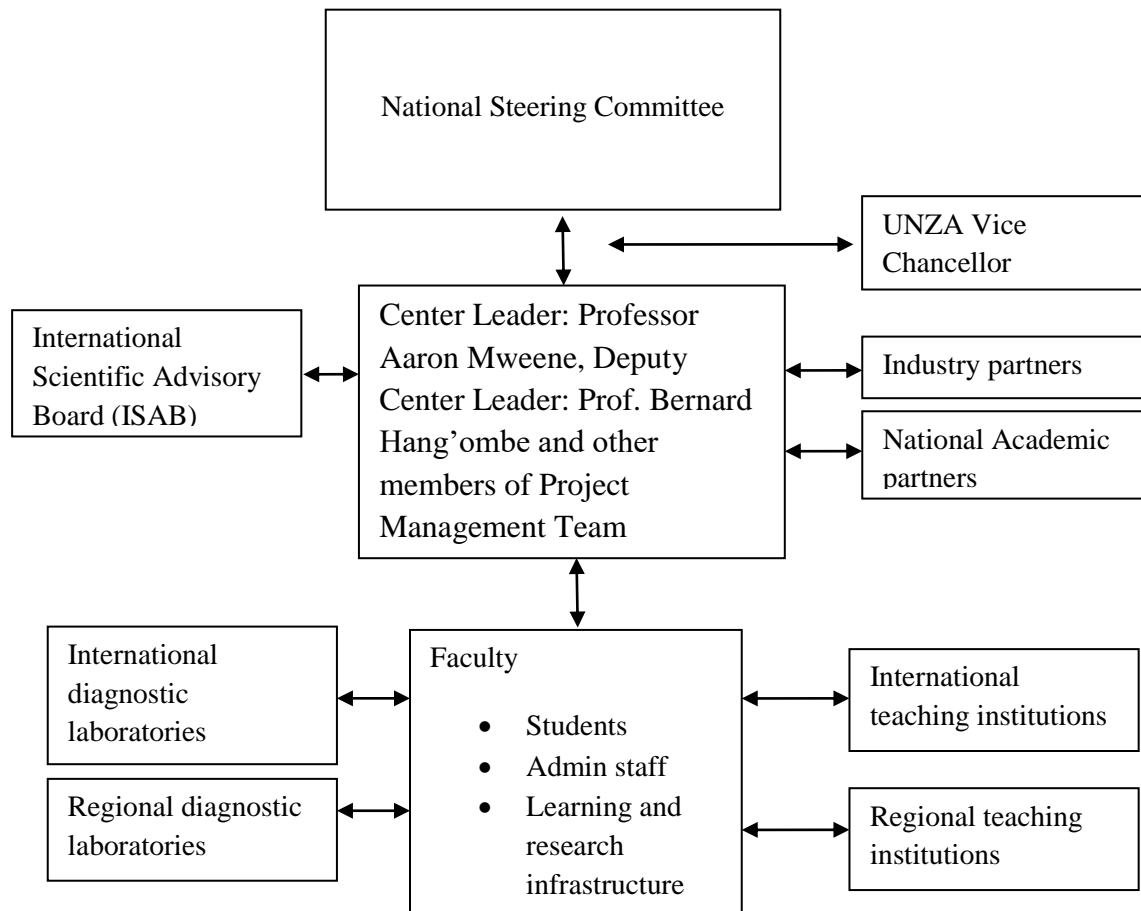 National Steering Committee
UNZA Vice
Chancellor
Center Leader: Professor
Aaron Mweene, Deputy
Center Leader: Prof. Bernard
Hang’ombe and other
members of Project
Management Team
International
Scientific Advisory
Board (ISAB)
Industry partners
National Academic
partners
International
diagnostic
laboratories
Faculty
• Students
• Admin staff
• Learning and
research
infrastructure
International
teaching institutions
Regional diagnostic
laboratories
Regional teaching
institutions